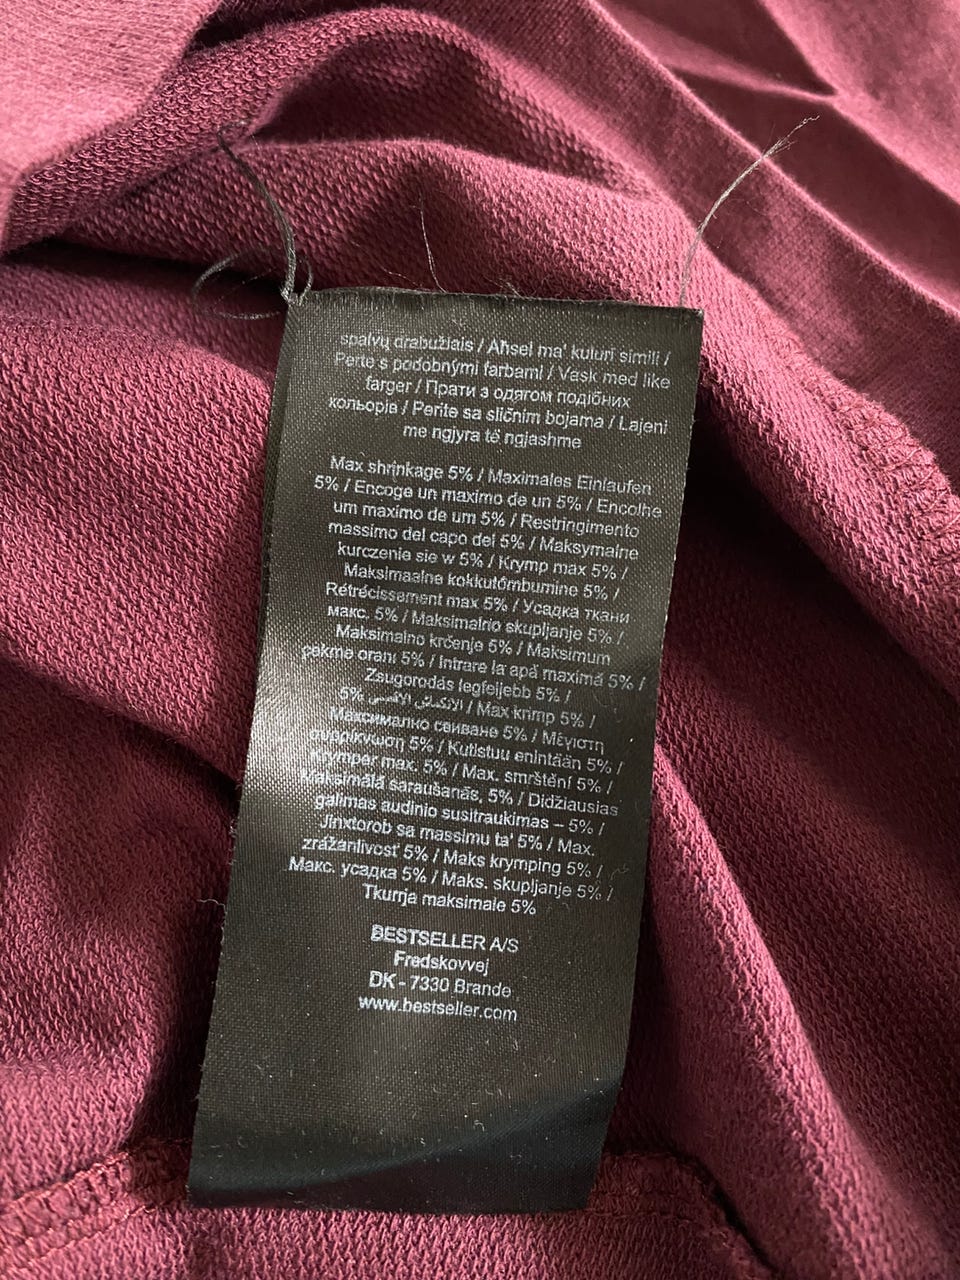 spalvų drabužiais / Aħsel ma' kuluri simili /
Perte s podobnými farbami / Vask med like
farger / Прати з одягом подібних
кольорів / Perite sa sličnim bojama / Lajeni
me ngjyra të ngjashme
Max shrinkage 5% / Maximales Einlaufen
5% / Encoge un maximo de un 5% / Encolhe
um maximo de um 5% / Restringimento
massimo del capo del 5% / Maksymalne
kurczenie sie w 5% / Krymp max 5% /
Maksimaalne kokkutõmbumine 5% /
Rétrécissement max 5% / Усадка ткани
макс. 5% / Maksimalno skupljanje 5% /
Maksimalno krčenje 5% / Maksimum
çekme oranı 5% / Intrare la apă maximă 5% /
Zsugorodás legfeljebb 5% /
الانكماش الأقصى 5% / Max krimp 5% /
Максимално свиване 5% / Μέγιστη
συρρίκνωση 5% / Kutistuu enintään 5% /
Krymper max. 5% / Max. smrštění 5% /
Maksimālā saraušanās, 5% / Didžiausias
galimas audinio susitraukimas – 5% /
Jinxtorob sa massimu ta' 5% / Max.
zrážanlivosť 5% / Maks krymping 5% /
Макс. усадка 5% / Maks. skupljanje 5% /
Tkurrja maksimale 5%
BESTSELLER A/S
Fredskovvej
DK - 7330 Brande
www.bestseller.com